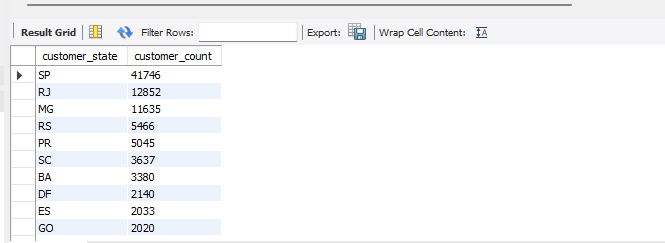 Result Grid Filter Rows: Export: Wrap Cell Content: IA
customer_state customer_count
SP 41746
RJ 12852
MG 11635
RS 5466
PR 5045
SC 3637
BA 3380
DF 2140
ES 2033
GO 2020